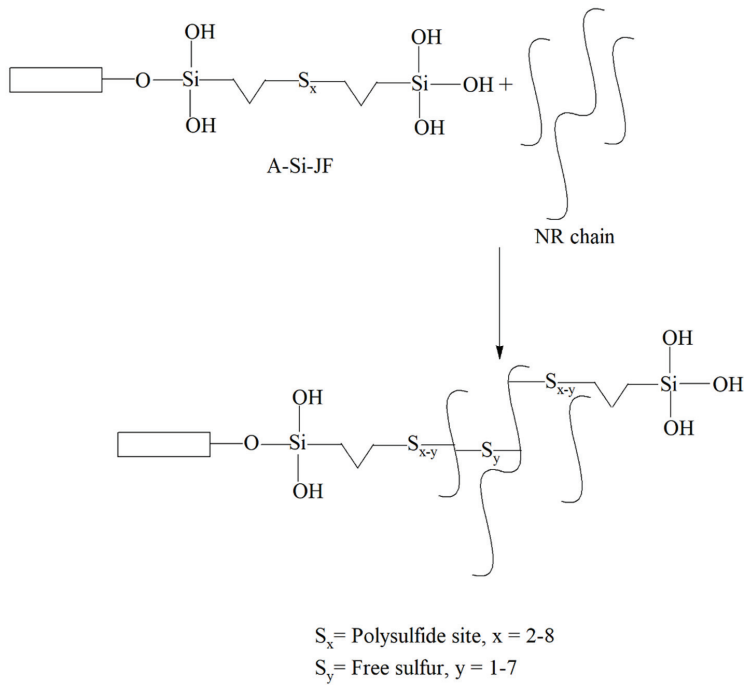 OH OH
O Si Sₓ Si OH +
OH OH
A-Si-JF
NR chain
OH
Sx-y Si OH
OH OH
O Si Sx-y Sy
OH
Sₓ= Polysulfide site, x = 2-8
Sy= Free sulfur, y = 1-7